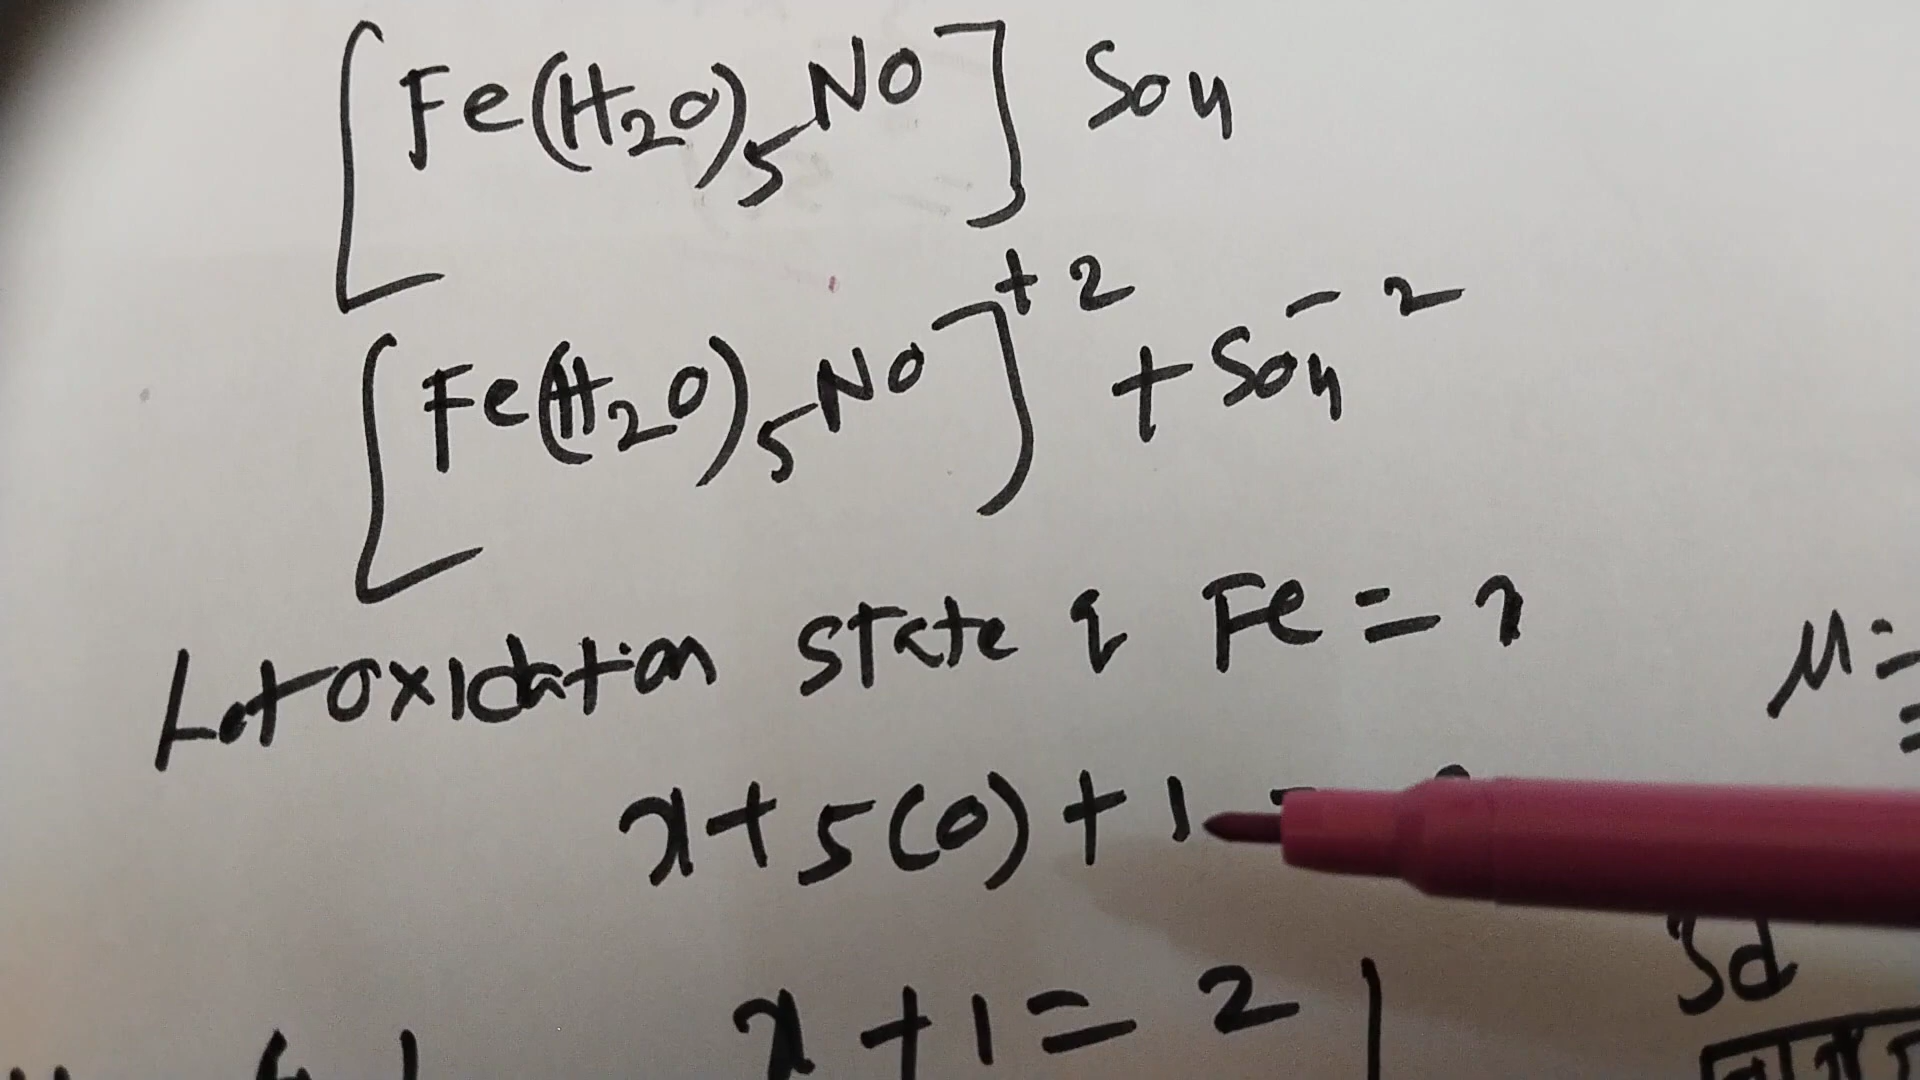 [Fe(H2O)5NO] SO4
[Fe(H2O)5NO]+2 + SO4-2
Let oxidation state of Fe = x
μ=
x+5(0)+1
3d
x+1=2